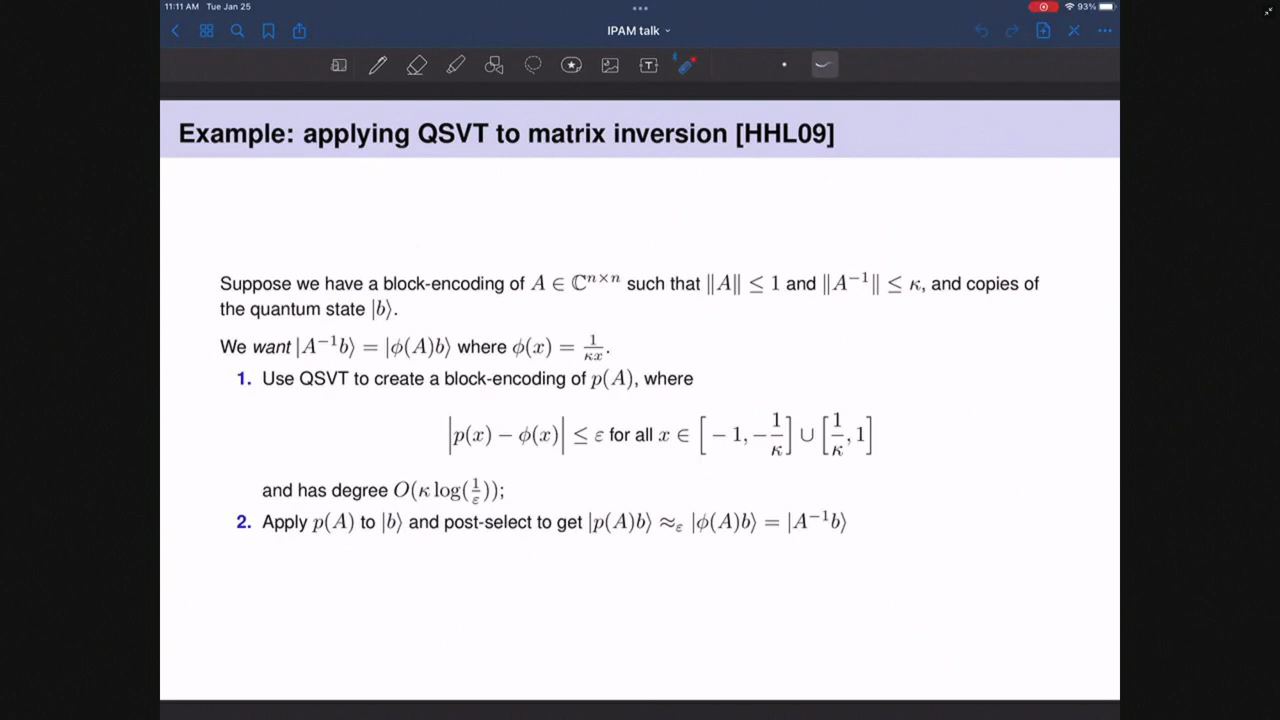 11:11 AM Tue Jan 25
93%
IPAM talk
Example: applying QSVT to matrix inversion [HHL09]
Suppose we have a block-encoding of A ∈ ℂⁿˣⁿ such that ‖A‖ ≤ 1 and ‖A⁻¹‖ ≤ κ, and copies of
the quantum state |b⟩.
We want |A⁻¹b⟩ = |ϕ(A)b⟩ where ϕ(x) = 1/κx.
1. Use QSVT to create a block-encoding of p(A), where
|p(x) − ϕ(x)| ≤ ε for all x ∈ [−1, −1/κ] ∪ [1/κ, 1]
and has degree O(κ log(1/ε));
2. Apply p(A) to |b⟩ and post-select to get |p(A)b⟩ ≈ε |ϕ(A)b⟩ = |A⁻¹b⟩